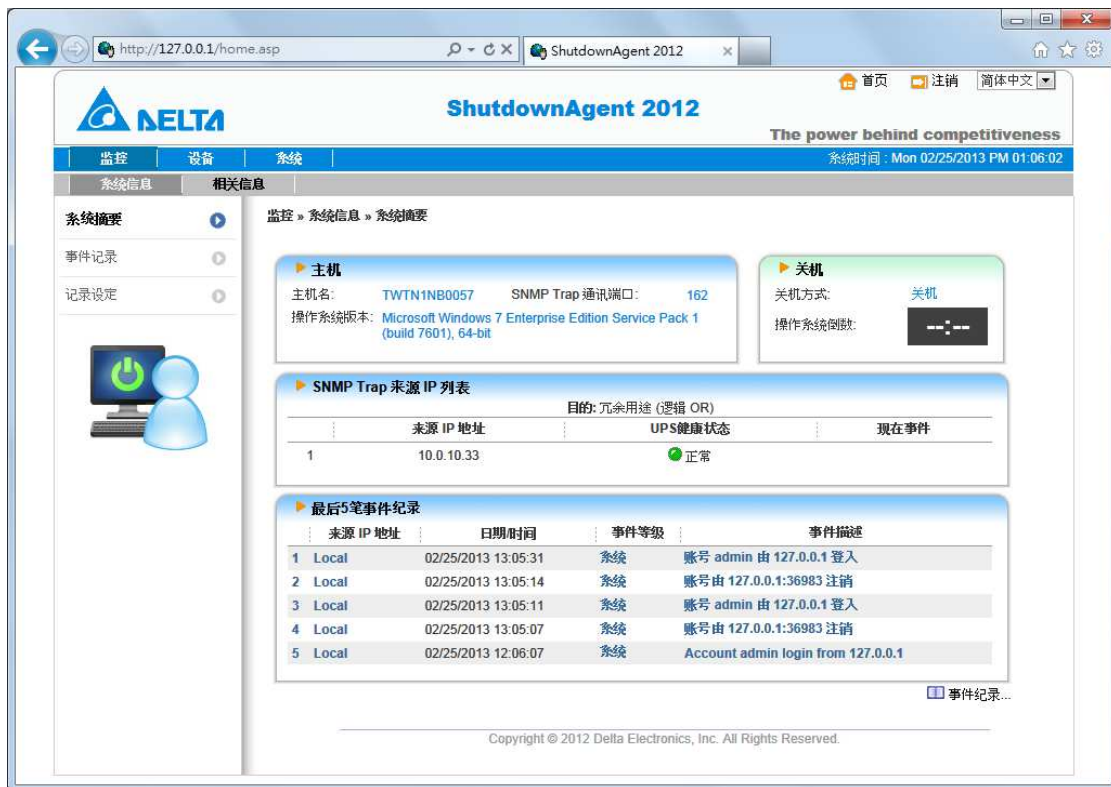 http://127.0.0.1/home.asp
ShutdownAgent 2012
首页 注销 简体中文
DELTA
ShutdownAgent 2012
The power behind competitiveness
监控 设备 系统 系统时间 : Mon 02/25/2013 PM 01:06:02
系统信息 相关信息
系统摘要
事件记录
记录设定
监控 » 系统信息 » 系统摘要
主机
主机名: TWTN1NB0057 SNMP Trap 通讯端口: 162
操作系统版本: Microsoft Windows 7 Enterprise Edition Service Pack 1
(build 7601), 64-bit
关机
关机方式: 关机
操作系统倒数: --:--
SNMP Trap 来源 IP 列表
目的: 冗余用途 (逻辑 OR)
来源 IP 地址 UPS健康状态 现在事件
1 10.0.10.33 正常
最后5笔事件纪录
来源 IP 地址 日期/时间 事件等级 事件描述
1 Local 02/25/2013 13:05:31 系统 账号 admin 由 127.0.0.1 登入
2 Local 02/25/2013 13:05:14 系统 账号由 127.0.0.1:36983 注销
3 Local 02/25/2013 13:05:11 系统 账号 admin 由 127.0.0.1 登入
4 Local 02/25/2013 13:05:07 系统 账号由 127.0.0.1:36983 注销
5 Local 02/25/2013 12:06:07 系统 Account admin login from 127.0.0.1
事件纪录...
Copyright © 2012 Delta Electronics, Inc. All Rights Reserved.